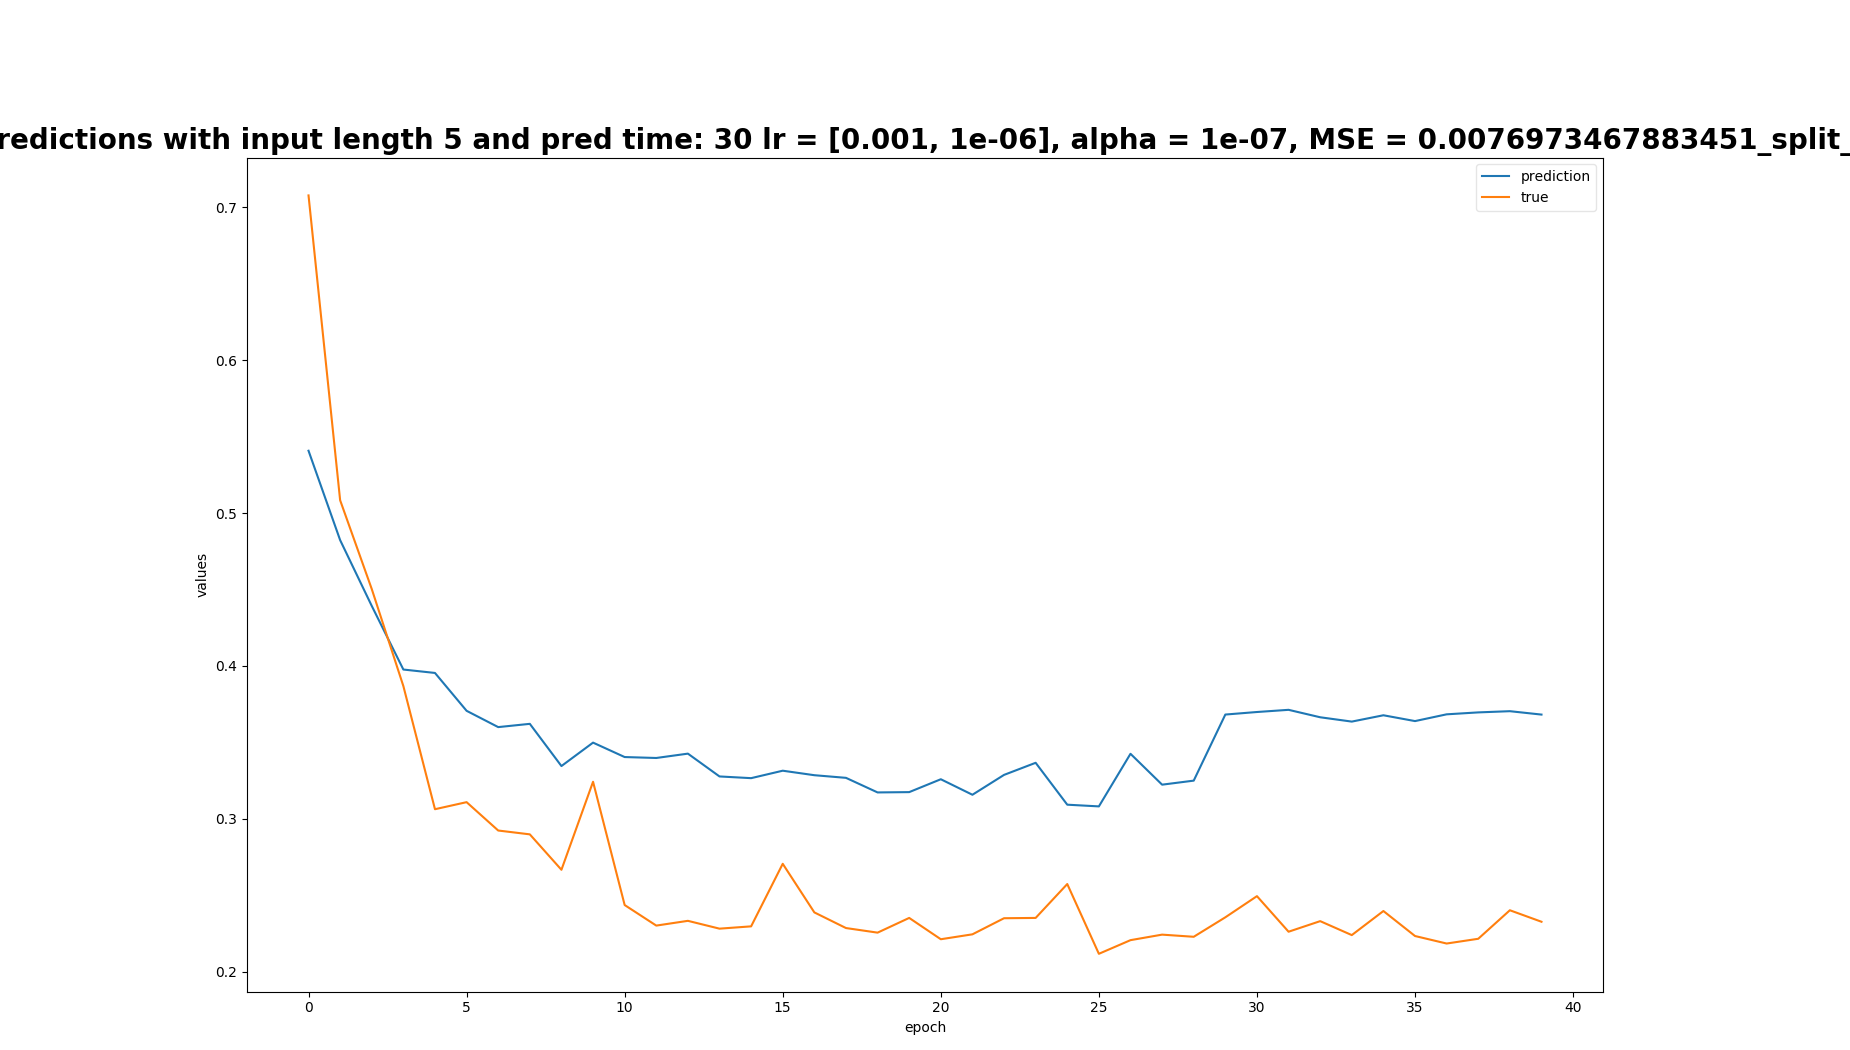 redictions with input length 5 and pred time: 30 lr = [0.001, 1e-06], alpha = 1e-07, MSE = 0.0076973467883451_split_
prediction
true
0.7
0.6
0.5
0.4
0.3
0.2
values
0 5 10 15 20 25 30 35 40
epoch